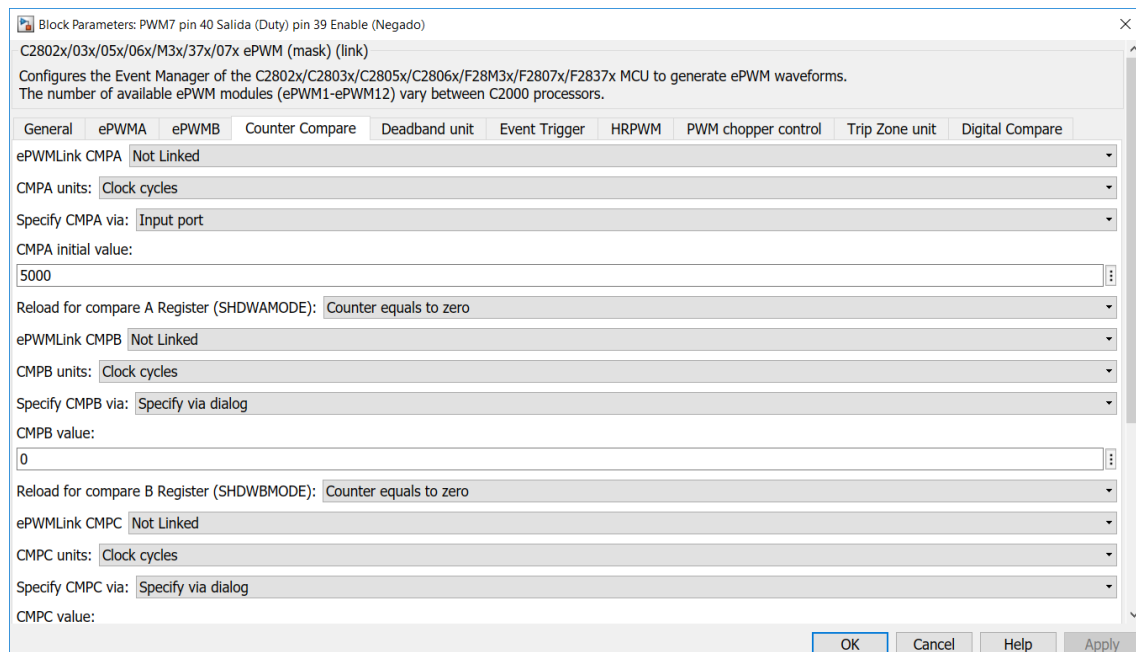 Block Parameters: PWM7 pin 40 Salida (Duty) pin 39 Enable (Negado)
C2802x/03x/05x/06x/M3x/37x/07x ePWM (mask) (link)
Configures the Event Manager of the C2802x/C2803x/C2805x/C2806x/F28M3x/F2807x/F2837x MCU to generate ePWM waveforms.
The number of available ePWM modules (ePWM1-ePWM12) vary between C2000 processors.
General ePWMA ePWMB Counter Compare Deadband unit Event Trigger HRPWM PWM chopper control Trip Zone unit Digital Compare
ePWMLink CMPA Not Linked
CMPA units: Clock cycles
Specify CMPA via: Input port
CMPA initial value:
5000
Reload for compare A Register (SHDWAMODE): Counter equals to zero
ePWMLink CMPB Not Linked
CMPB units: Clock cycles
Specify CMPB via: Specify via dialog
CMPB value:
0
Reload for compare B Register (SHDWBMODE): Counter equals to zero
ePWMLink CMPC Not Linked
CMPC units: Clock cycles
Specify CMPC via: Specify via dialog
CMPC value:
OK Cancel Help Apply